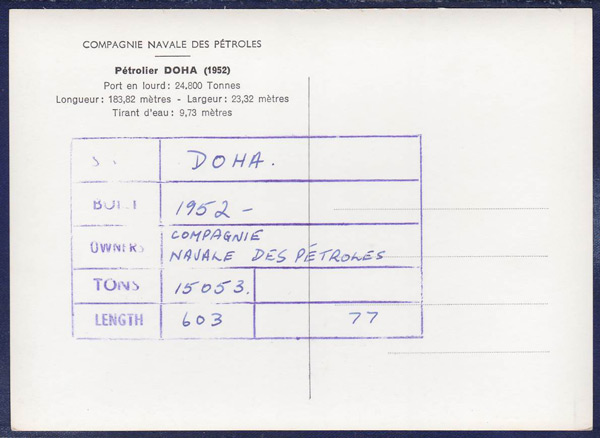 COMPAGNIE NAVALE DES PÉTROLES
Pétrolier DOHA (1952)
Port en lourd : 24,800 Tonnes
Longueur : 183,82 mètres - Largeur : 23,32 mètres
Tirant d'eau : 9,73 mètres
DOHA.
BUILT 1952 -
OWNERS COMPAGNIE
NAVALE DES PÉTROLES
TONS 15053.
LENGTH 603 77